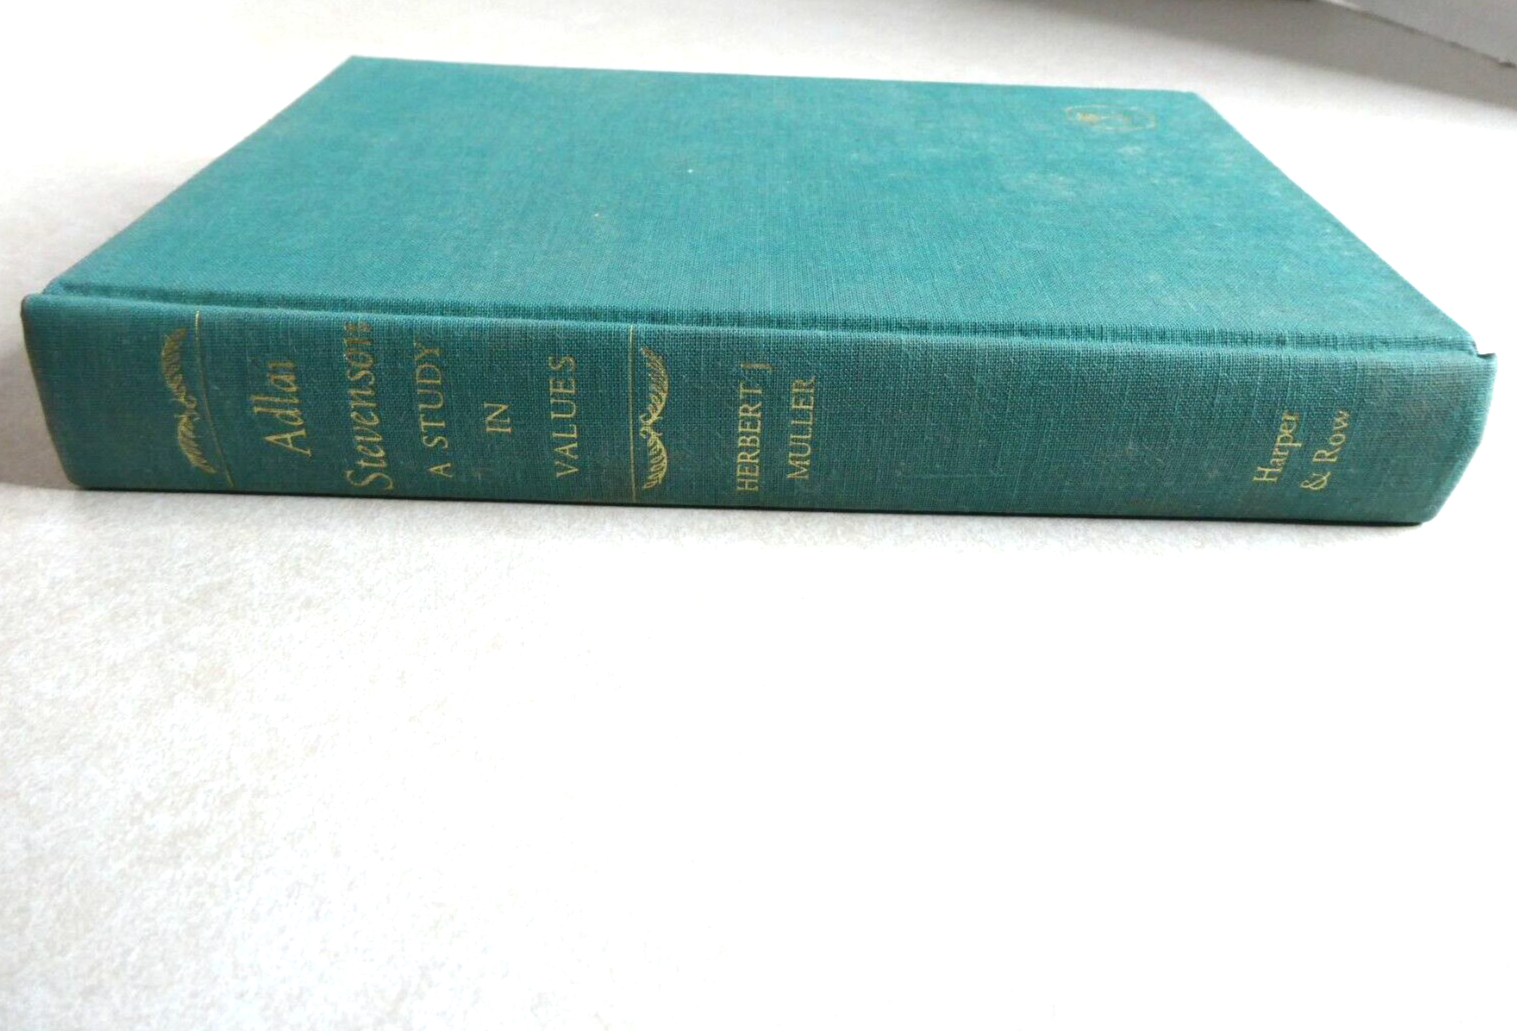 Adlai
Stevenson
A STUDY
IN
VALUES
HERBERT J
MULLER
Harper
& Row